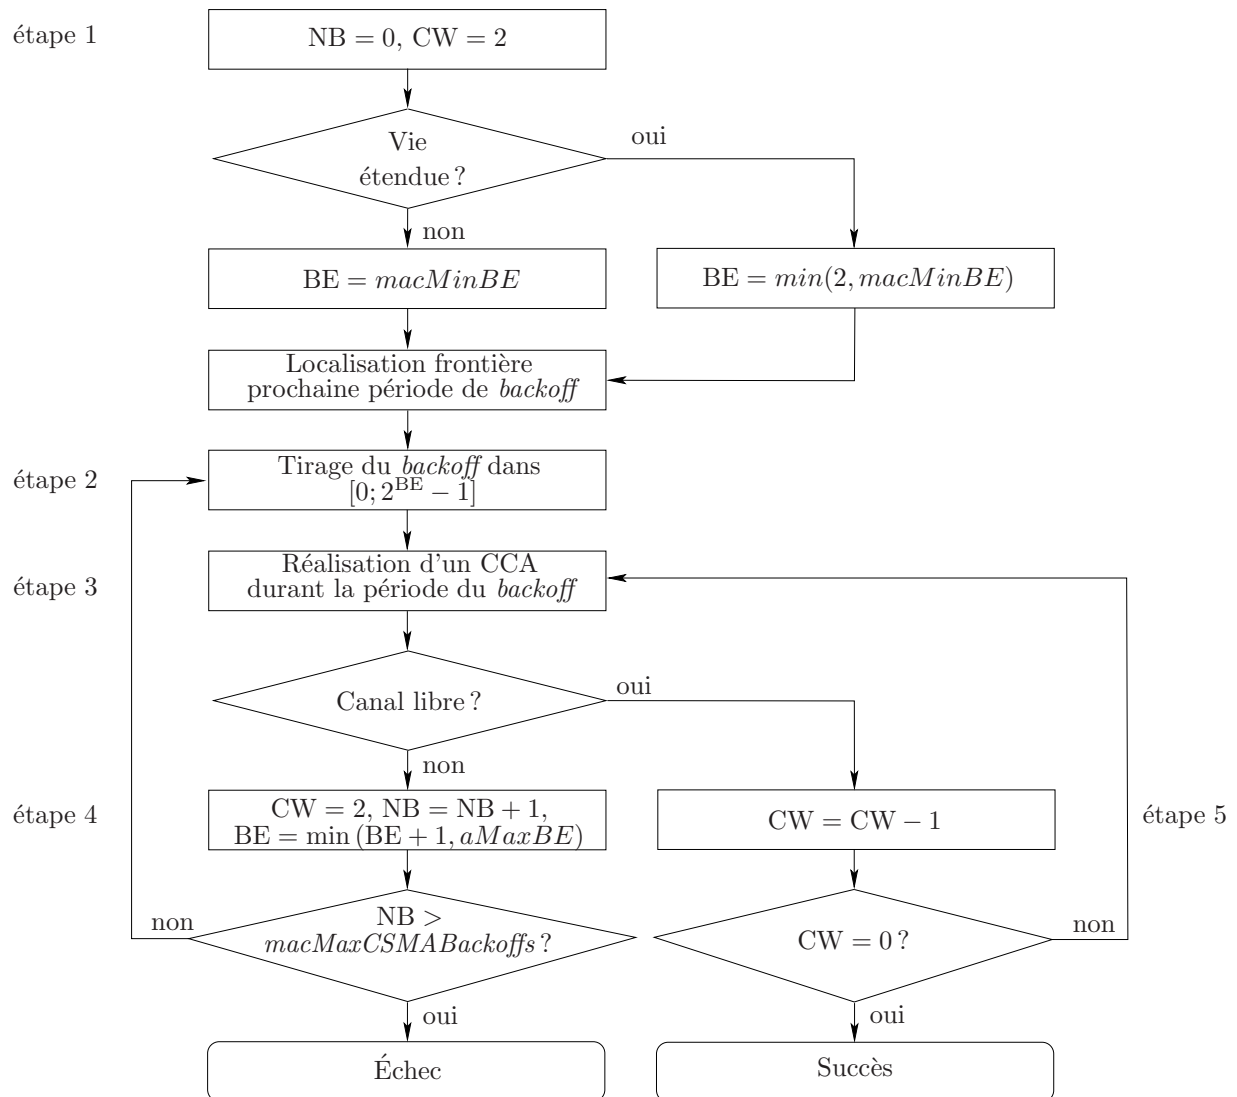 étape 1
NB = 0, CW = 2
Vie
étendue ?
oui
non
BE = macMinBE
BE = min(2, macMinBE)
Localisation frontière
prochaine période de backoff
étape 2
Tirage du backoff dans
[0; 2^BE − 1]
étape 3
Réalisation d'un CCA
durant la période du backoff
Canal libre ?
oui
non
étape 4
CW = 2, NB = NB + 1,
BE = min (BE + 1, aMaxBE)
CW = CW − 1
étape 5
non
NB >
macMaxCSMABackoffs ?
CW = 0 ?
non
oui
oui
Échec
Succès